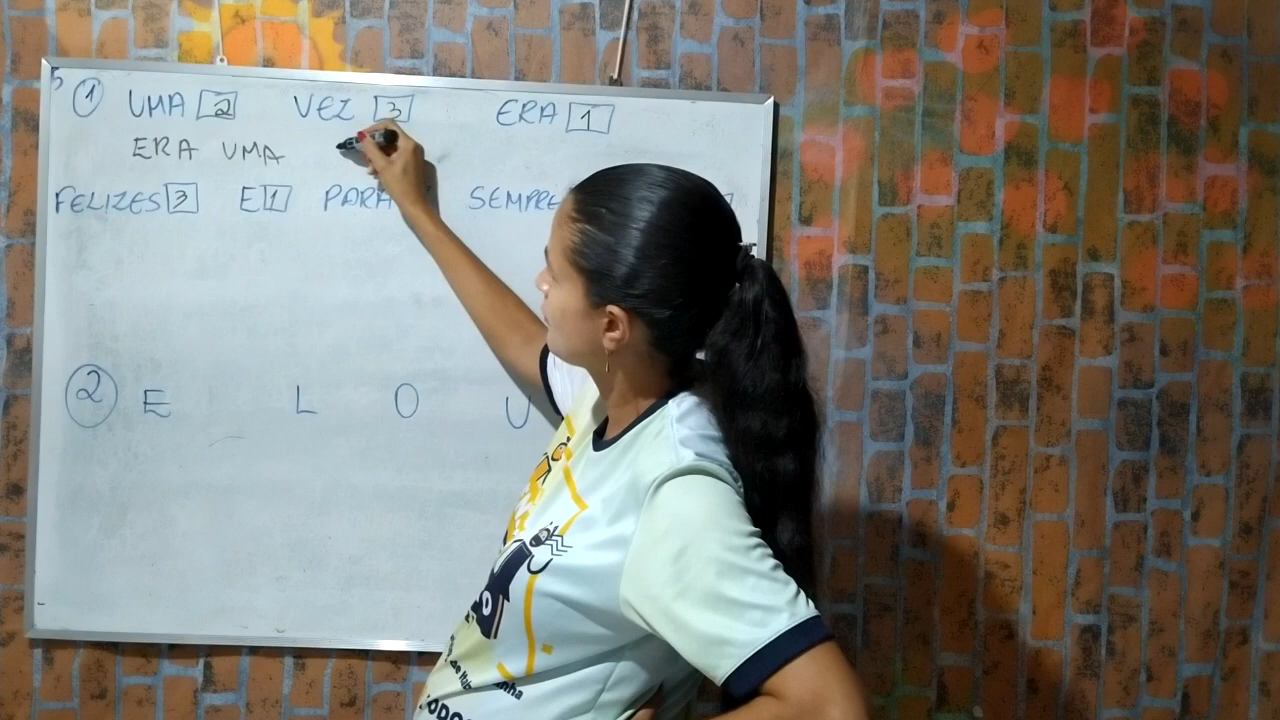 ① UMA 2 VEZ 3 ERA 1
ERA UMA
FELIZES 3 E 1 PARA SEMPRE
② E L O U